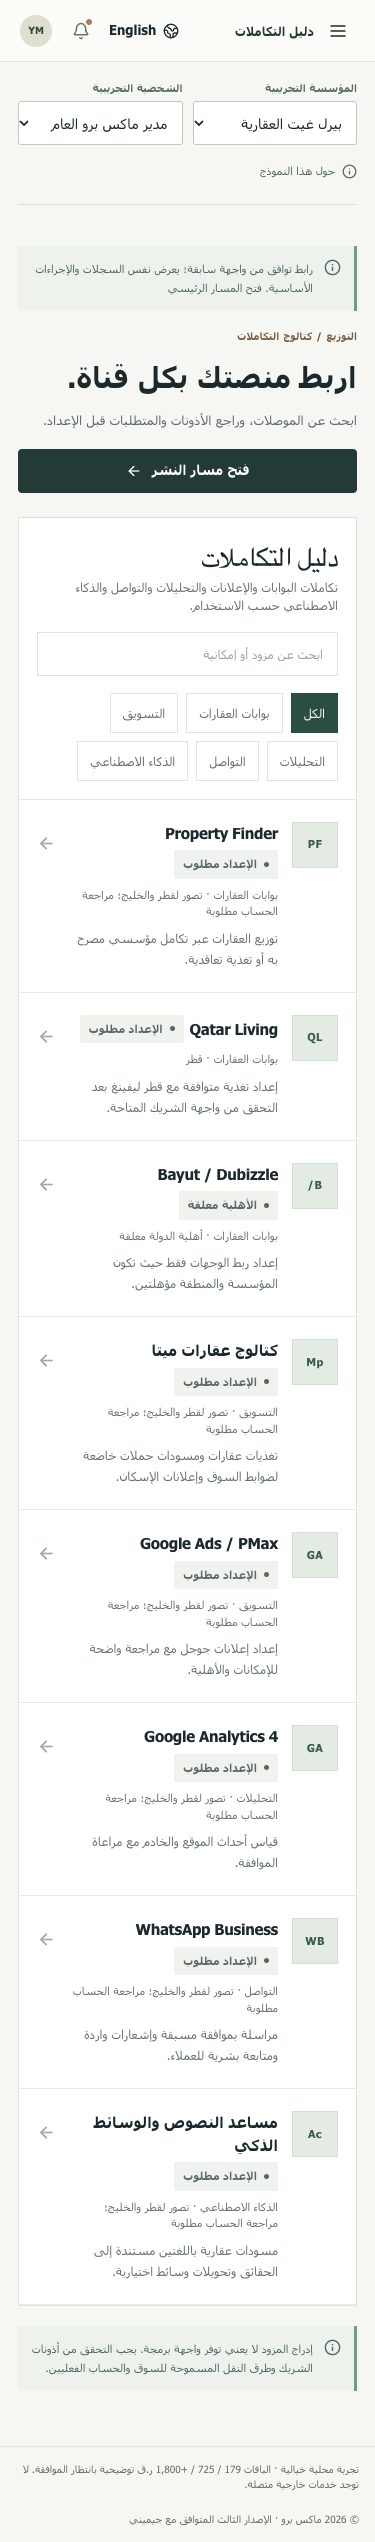 دليل التكاملات
English
YM
المؤسسة التجريبية
الشخصية التجريبية
بيرل غيت العقارية
مدير ماكس برو العام
حول هذا النموذج
رابط توافق من واجهة سابقة؛ يعرض نفس السجلات والإجراءات
الأساسية. فتح المسار الرئيسي
التوزيع / كتالوج التكاملات
اربط منصتك بكل قناة.
ابحث عن الموصلات، وراجع الأذونات والمتطلبات قبل الإعداد.
فتح مسار النشر ←
دليل التكاملات
تكاملات البوابات والإعلانات والتحليلات والتواصل والذكاء
الاصطناعي حسب الاستخدام.
ابحث عن مزود أو إمكانية
الكل
بوابات العقارات
التسويق
التحليلات
التواصل
الذكاء الاصطناعي
PF
Property Finder
الإعداد مطلوب
بوابات العقارات · تصور لقطر والخليج؛ مراجعة
الحساب مطلوبة
توزيع العقارات عبر تكامل مؤسسي مصرح
به أو تغذية تعاقدية.
QL
Qatar Living
الإعداد مطلوب
بوابات العقارات · قطر
إعداد تغذية متوافقة مع قطر ليفينغ بعد
التحقق من واجهة الشريك المتاحة.
B/
Bayut / Dubizzle
الأهلية معلقة
بوابات العقارات · أهلية الدولة معلقة
إعداد ربط الوجهات فقط حيث تكون
المؤسسة والمنطقة مؤهلتين.
Mp
كتالوج عقارات ميتا
الإعداد مطلوب
التسويق · تصور لقطر والخليج؛ مراجعة
الحساب مطلوبة
تغذيات عقارات ومسودات حملات خاضعة
لضوابط السوق وإعلانات الإسكان.
GA
Google Ads / PMax
الإعداد مطلوب
التسويق · تصور لقطر والخليج؛ مراجعة
الحساب مطلوبة
إعداد إعلانات جوجل مع مراجعة واضحة
للإمكانات والأهلية.
GA
Google Analytics 4
الإعداد مطلوب
التحليلات · تصور لقطر والخليج؛ مراجعة
الحساب مطلوبة
قياس أحداث الموقع والخادم مع مراعاة
الموافقة.
WB
WhatsApp Business
الإعداد مطلوب
التواصل · تصور لقطر والخليج؛ مراجعة الحساب
مطلوبة
مراسلة بموافقة مسبقة وإشعارات واردة
ومتابعة بشرية للعملاء.
Ac
مساعد النصوص والوسائط
الذكي
الإعداد مطلوب
الذكاء الاصطناعي · تصور لقطر والخليج؛
مراجعة الحساب مطلوبة
مسودات عقارية باللغتين مستندة إلى
الحقائق وتحويلات وسائط اختيارية.
إدراج المزود لا يعني توفر واجهة برمجة. يجب التحقق من أذونات
الشريك وطرق النقل المسموحة للسوق والحساب الفعليين.
تجربة محلية خيالية · الباقات 179 / 725 / +1,800 ر.ق توضيحية بانتظار الموافقة. لا
توجد خدمات خارجية متصلة.
© 2026 ماكس برو · الإصدار الثالث المتوافق مع جيميني